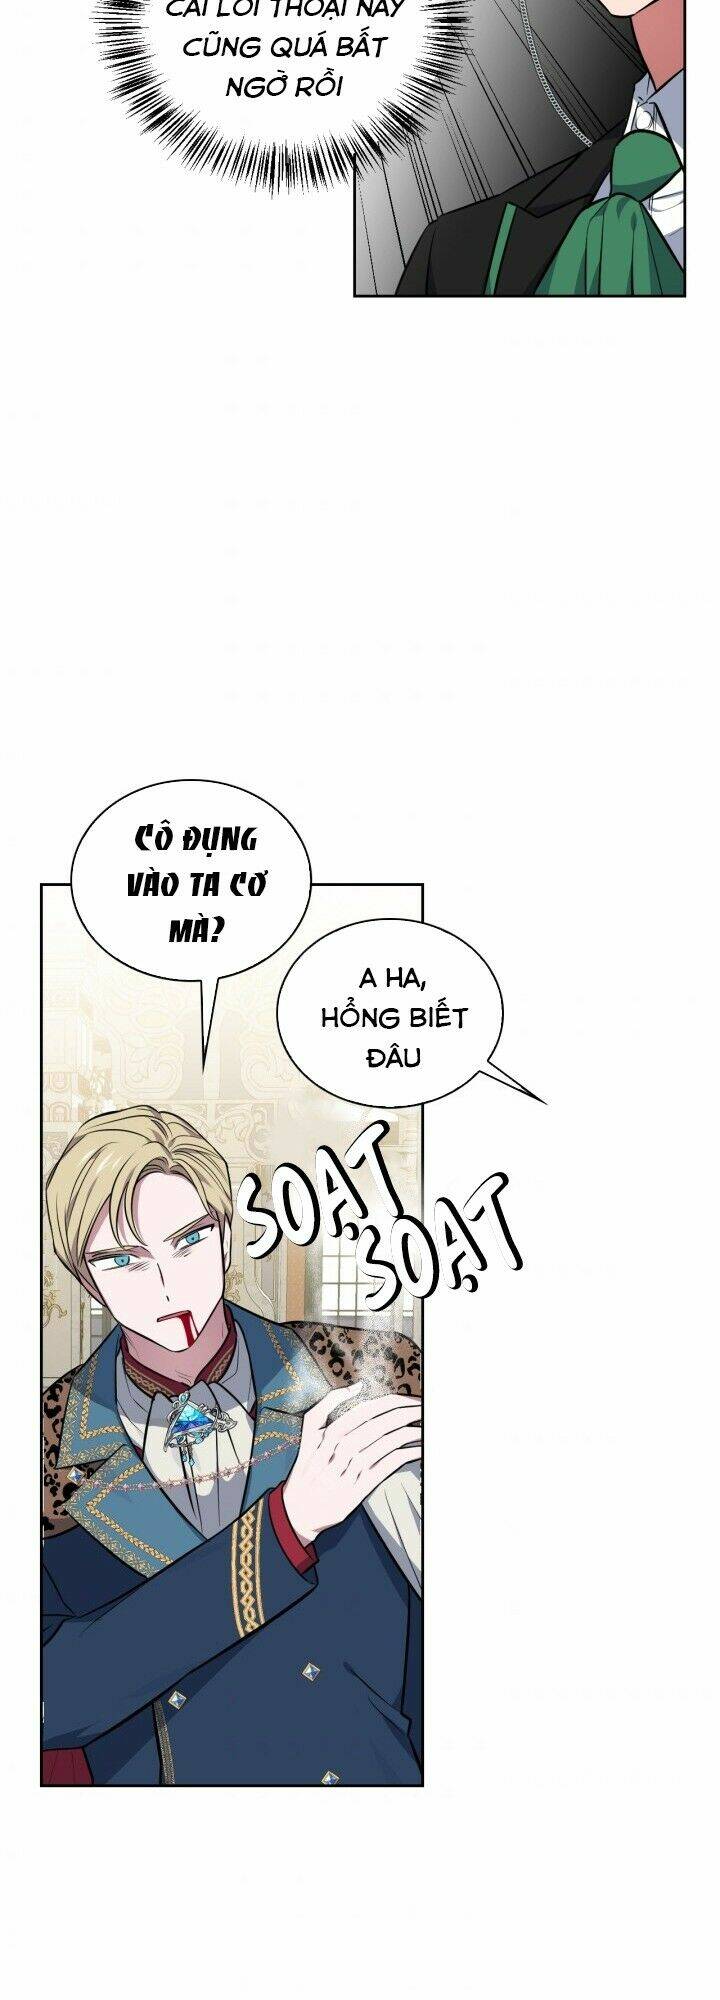 CÁI LỜI THOẠI NÀY
CŨNG QUÁ BẤT
NGỜ RỒI
CÔ ĐỤNG
VÀO TA CƠ
MÀ?
A HA,
HỔNG BIẾT
ĐÂU
SOẠT
SOẠT